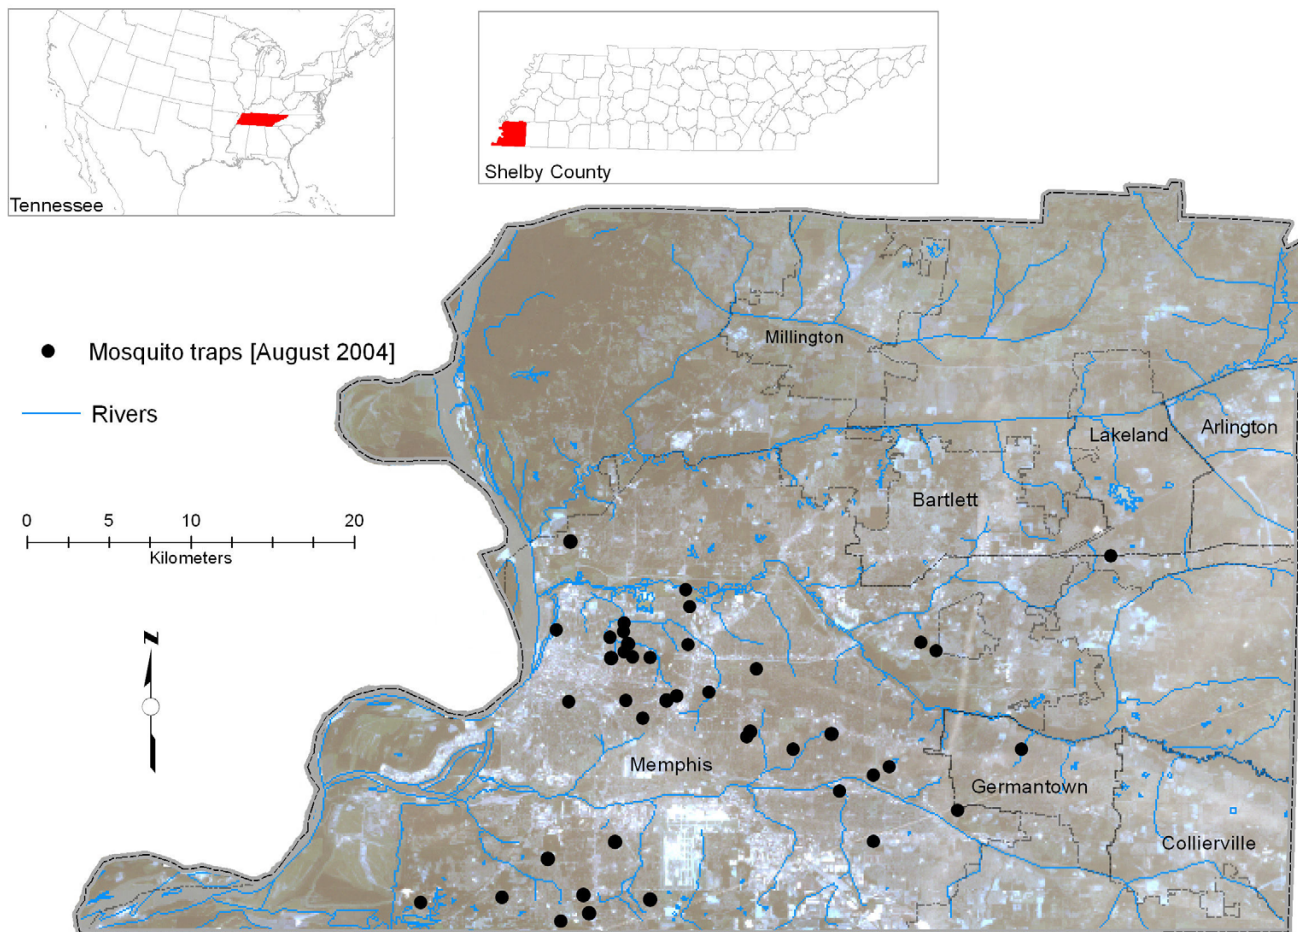 Tennessee
Shelby County
Mosquito traps [August 2004]
Rivers
0 5 10 20
Kilometers
N
Millington
Lakeland
Arlington
Bartlett
Memphis
Germantown
Collierville